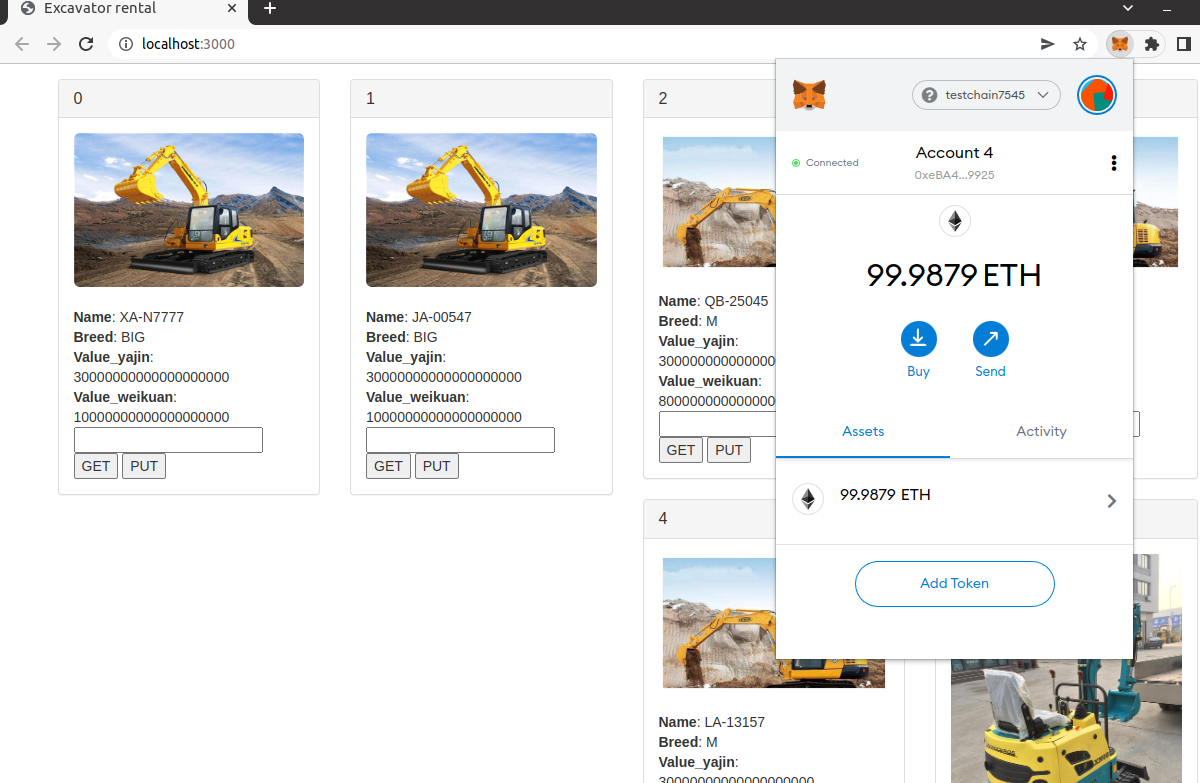 Excavator rental
localhost:3000
0
Name: XA-N7777
Breed: BIG
Value_yajin:
30000000000000000000
Value_weikuan:
10000000000000000000
GET PUT
1
Name: JA-00547
Breed: BIG
Value_yajin:
30000000000000000000
Value_weikuan:
10000000000000000000
GET PUT
2
Name: QB-25045
Breed: M
Value_yajin:
300000000000000
Value_weikuan:
800000000000000
GET PUT
4
Name: LA-13157
Breed: M
Value_yajin:
30000000000000000000
testchain7545
Connected
Account 4
0xeBA4...9925
99.9879 ETH
Buy
Send
Assets
Activity
99.9879 ETH
Add Token